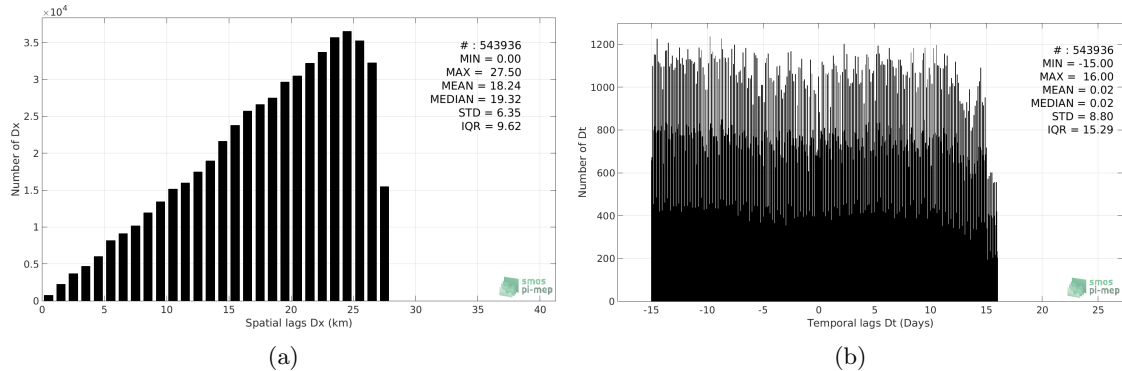 ×10⁴
3.5
3
2.5
2
1.5
1
0.5
0
Number of Dx
0 5 10 15 20 25 30 35 40
Spatial lags Dx (km)
# : 543936
MIN = 0.00
MAX = 27.50
MEAN = 18.24
MEDIAN = 19.32
STD = 6.35
IQR = 9.62
smos
pi-mep
(a)
1200
1000
800
600
400
200
0
Number of Dt
-15 -10 -5 0 5 10 15 20 25
Temporal lags Dt (Days)
# : 543936
MIN = -15.00
MAX = 16.00
MEAN = 0.02
MEDIAN = 0.02
STD = 8.80
IQR = 15.29
smos
pi-mep
(b)